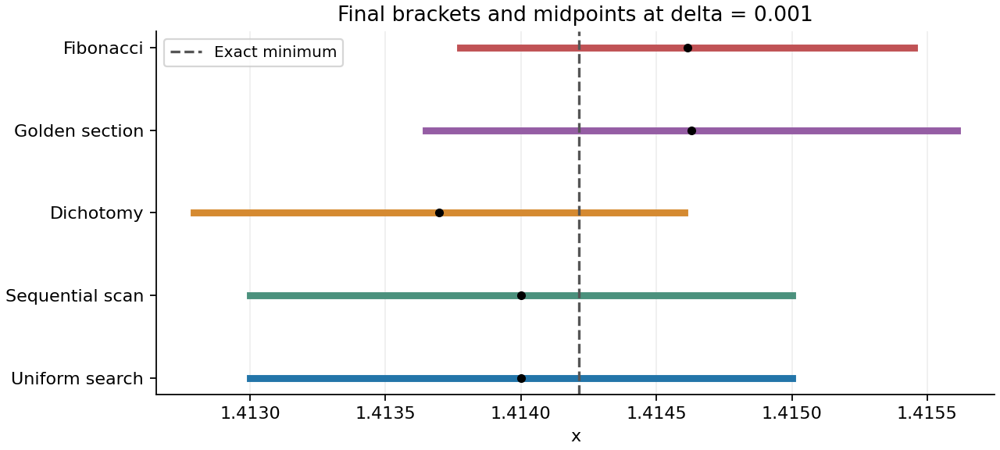 Final brackets and midpoints at delta = 0.001
Exact minimum
Fibonacci
Golden section
Dichotomy
Sequential scan
Uniform search
1.4130 1.4135 1.4140 1.4145 1.4150 1.4155
x